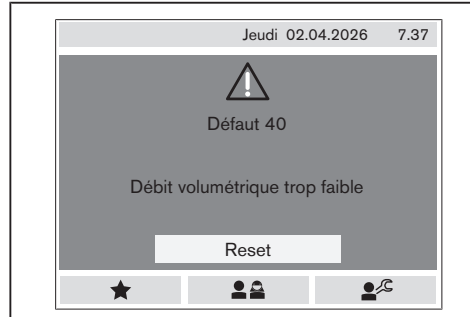 Jeudi 02.04.2026 7.37
Défaut 40
Débit volumétrique trop faible
Reset